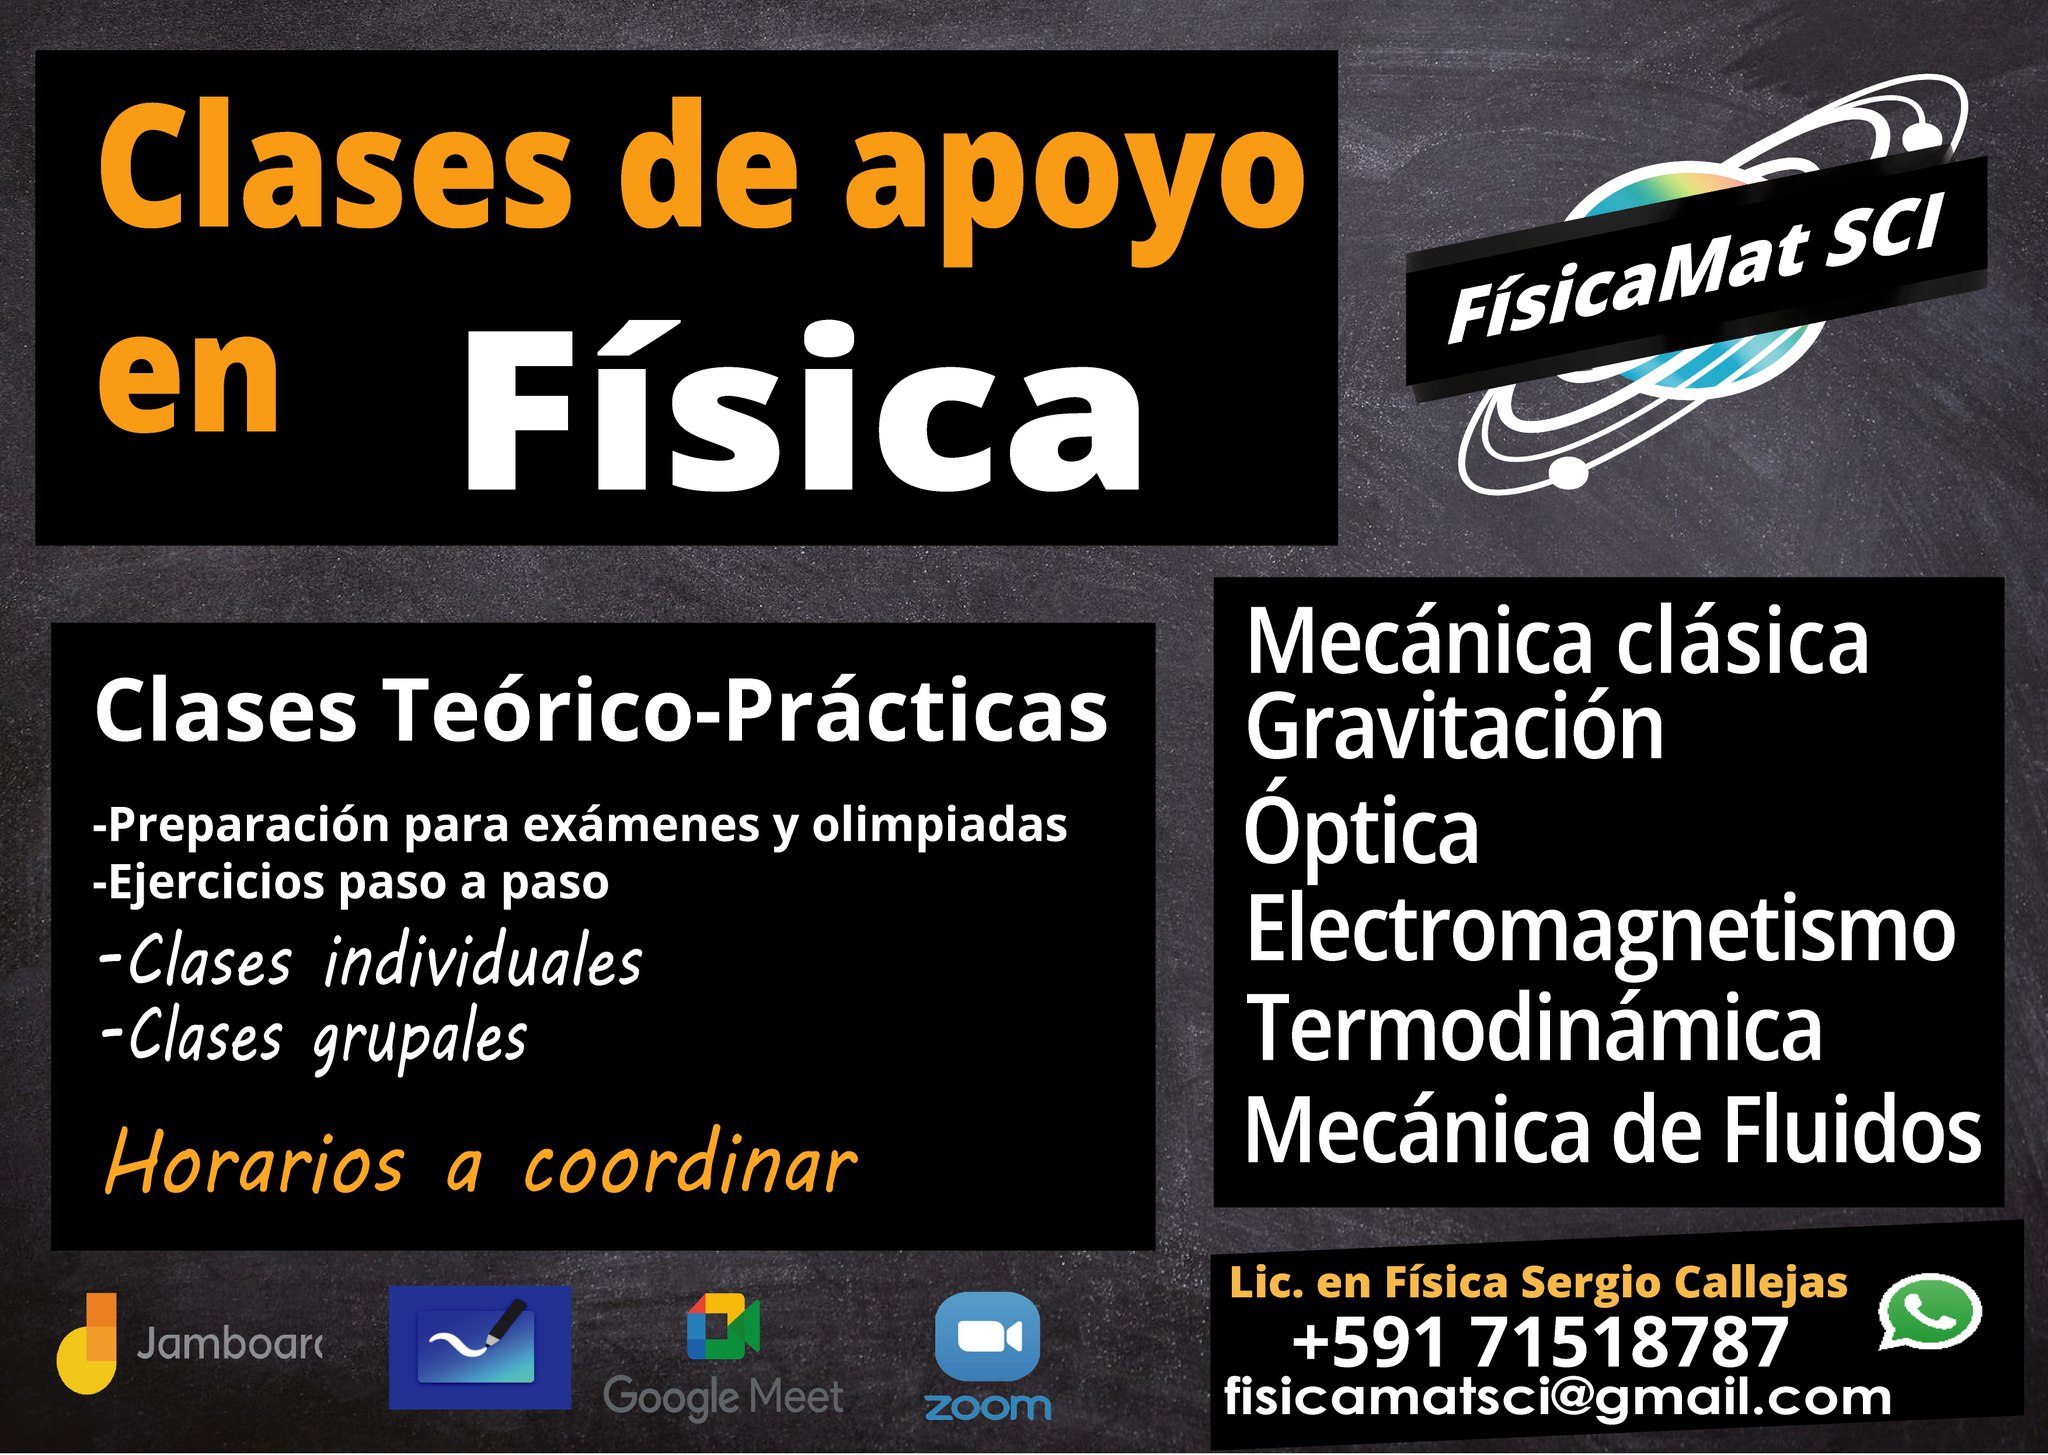 Clases de apoyo
en Física
FísicaMat SCI
Clases Teórico-Prácticas
-Preparación para exámenes y olimpiadas
-Ejercicios paso a paso
-Clases individuales
-Clases grupales
Horarios a coordinar
Mecánica clásica
Gravitación
Óptica
Electromagnetismo
Termodinámica
Mecánica de Fluidos
Jamboard
Google Meet
zoom
Lic. en Física Sergio Callejas
+591 71518787
fisicamatsci@gmail.com